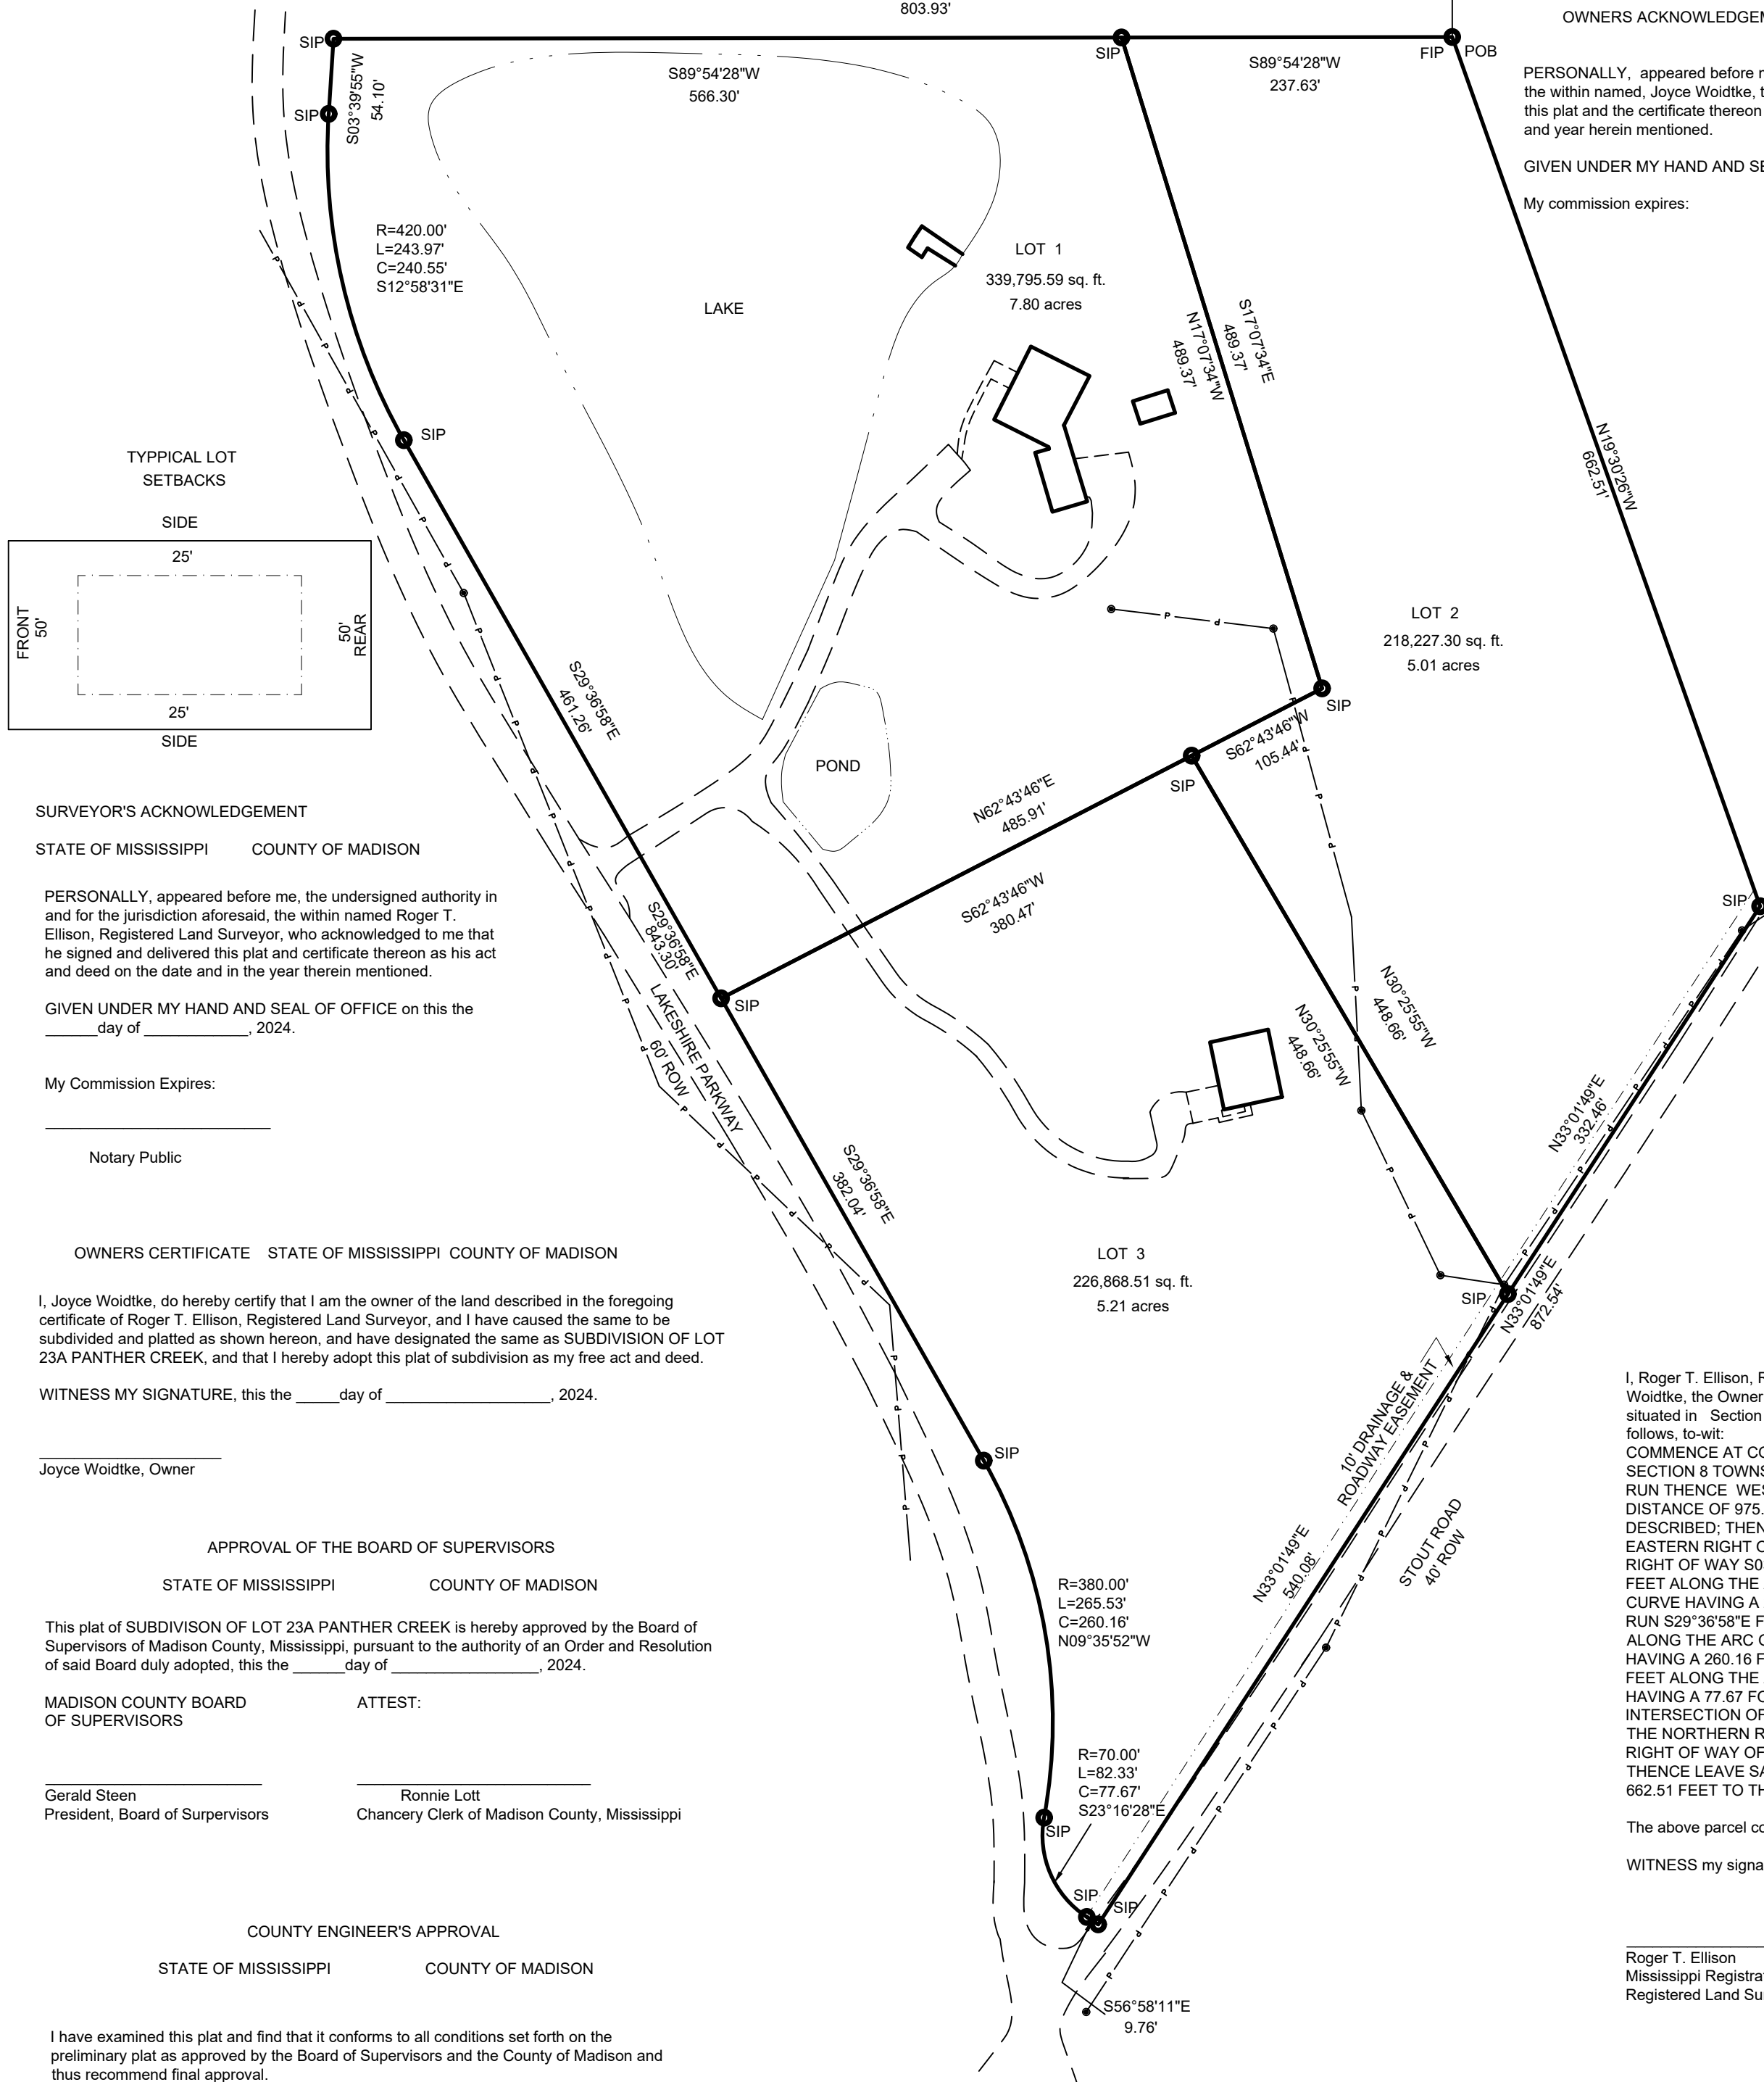 803.93'
SIP
SIP
FIP
POB
S89°54'28"W
566.30'
S89°54'28"W
237.63'
SIP
S03°39'55"W
54.10'
R=420.00'
L=243.97'
C=240.55'
S12°58'31"E
LAKE
LOT 1
339,795.59 sq. ft.
7.80 acres
N17°07'34"W
489.37'
S17°07'34"E
489.37'
N19°30'26"W
662.51'
SIP
OWNERS ACKNOWLEDGEM
PERSONALLY, appeared before m
the within named, Joyce Woidtke, t
this plat and the certificate thereon
and year herein mentioned.
GIVEN UNDER MY HAND AND SE
My commission expires:
TYPPICAL LOT
SETBACKS
SIDE
25'
FRONT
50'
50'
REAR
25'
SIDE
S29°36'58"E
461.26'
LOT 2
218,227.30 sq. ft.
5.01 acres
SIP
S62°43'46"W
105.44'
SIP
POND
N62°43'46"E
485.91'
S62°43'46"W
380.47'
SIP
SURVEYOR'S ACKNOWLEDGEMENT
STATE OF MISSISSIPPI COUNTY OF MADISON
PERSONALLY, appeared before me, the undersigned authority in
and for the jurisdiction aforesaid, the within named Roger T.
Ellison, Registered Land Surveyor, who acknowledged to me that
he signed and delivered this plat and certificate thereon as his act
and deed on the date and in the year therein mentioned.
GIVEN UNDER MY HAND AND SEAL OF OFFICE on this the
______day of ____________, 2024.
My Commission Expires:
Notary Public
S29°36'58"E
843.30'
SIP
LAKESHIRE PARKWAY
60' ROW
N30°25'55"W
448.66'
N30°25'55"W
448.66'
S29°36'58"E
382.04'
N33°01'49"E
332.46'
LOT 3
226,868.51 sq. ft.
5.21 acres
SIP
N33°01'49"E
872.54'
OWNERS CERTIFICATE STATE OF MISSISSIPPI COUNTY OF MADISON
I, Joyce Woidtke, do hereby certify that I am the owner of the land described in the foregoing
certificate of Roger T. Ellison, Registered Land Surveyor, and I have caused the same to be
subdivided and platted as shown hereon, and have designated the same as SUBDIVISION OF LOT
23A PANTHER CREEK, and that I hereby adopt this plat of subdivision as my free act and deed.
WITNESS MY SIGNATURE, this the _____day of ___________________, 2024.
Joyce Woidtke, Owner
10' DRAINAGE &
ROADWAY EASEMENT
SIP
STOUT ROAD
40' ROW
N33°01'49"E
540.08'
R=380.00'
L=265.53'
C=260.16'
N09°35'52"W
R=70.00'
L=82.33'
C=77.67'
S23°16'28"E
SIP
SIP
SIP
S56°58'11"E
9.76'
APPROVAL OF THE BOARD OF SUPERVISORS
STATE OF MISSISSIPPI COUNTY OF MADISON
This plat of SUBDIVISON OF LOT 23A PANTHER CREEK is hereby approved by the Board of
Supervisors of Madison County, Mississippi, pursuant to the authority of an Order and Resolution
of said Board duly adopted, this the ______day of _________________, 2024.
MADISON COUNTY BOARD
OF SUPERVISORS
ATTEST:
Gerald Steen
President, Board of Surpervisors
Ronnie Lott
Chancery Clerk of Madison County, Mississippi
COUNTY ENGINEER'S APPROVAL
STATE OF MISSISSIPPI COUNTY OF MADISON
I have examined this plat and find that it conforms to all conditions set forth on the
preliminary plat as approved by the Board of Supervisors and the County of Madison and
thus recommend final approval.
I, Roger T. Ellison, R
Woidtke, the Owner
situated in Section
follows, to-wit:
COMMENCE AT CO
SECTION 8 TOWNS
RUN THENCE WES
DISTANCE OF 975.
DESCRIBED; THEN
EASTERN RIGHT O
RIGHT OF WAY S0
FEET ALONG THE
CURVE HAVING A
RUN S29°36'58"E F
ALONG THE ARC O
HAVING A 260.16 F
FEET ALONG THE
HAVING A 77.67 FO
INTERSECTION OF
THE NORTHERN R
RIGHT OF WAY OF
THENCE LEAVE SA
662.51 FEET TO TH
The above parcel co
WITNESS my signa
Roger T. Ellison
Mississippi Registra
Registered Land Su